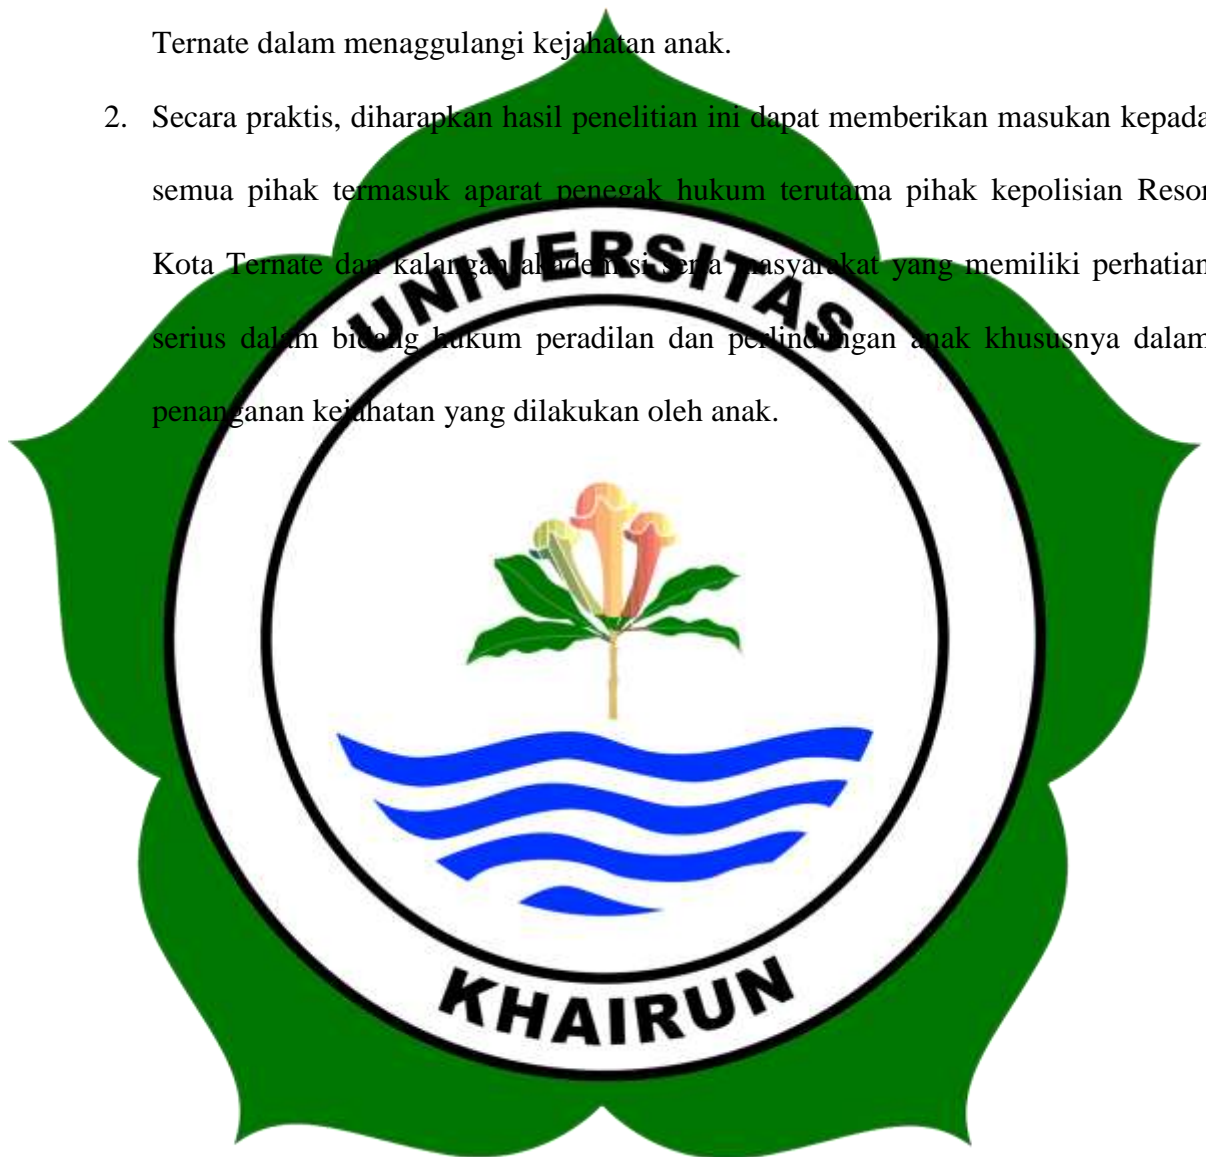 Ternate dalam menaggulangi kejahatan anak.
2. Secara praktis, diharapkan hasil penelitian ini dapat memberikan masukan kepada
semua pihak termasuk aparat penegak hukum terutama pihak kepolisian Resor
Kota Ternate dan kalangan akademisi serta masyarakat yang memiliki perhatian
serius dalam bidang hukum peradilan dan perlindungan anak khususnya dalam
penanganan kejahatan yang dilakukan oleh anak.
UNIVERSITAS
KHAIRUN